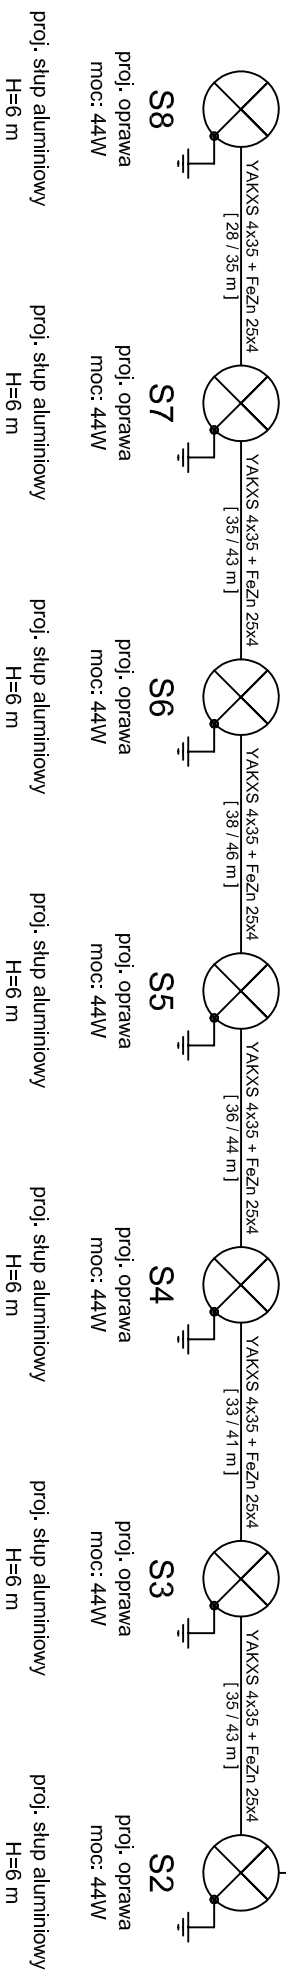 YAKXS 4x35 + FeZn 25x4
[ 28 / 35 m ]
YAKXS 4x35 + FeZn 25x4
[ 35 / 43 m ]
YAKXS 4x35 + FeZn 25x4
[ 38 / 46 m ]
YAKXS 4x35 + FeZn 25x4
[ 36 / 44 m ]
YAKXS 4x35 + FeZn 25x4
[ 33 / 41 m ]
YAKXS 4x35 + FeZn 25x4
[ 35 / 43 m ]
S8
proj. oprawa
moc: 44W
proj. słup aluminiowy
H=6 m
S7
proj. oprawa
moc: 44W
proj. słup aluminiowy
H=6 m
S6
proj. oprawa
moc: 44W
proj. słup aluminiowy
H=6 m
S5
proj. oprawa
moc: 44W
proj. słup aluminiowy
H=6 m
S4
proj. oprawa
moc: 44W
proj. słup aluminiowy
H=6 m
S3
proj. oprawa
moc: 44W
proj. słup aluminiowy
H=6 m
S2
proj. oprawa
moc: 44W
proj. słup aluminiowy
H=6 m